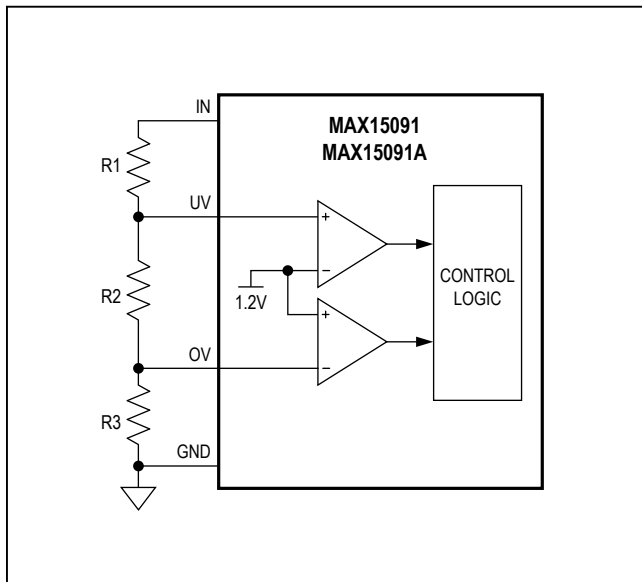 IN
MAX15091
MAX15091A
R1
UV
+
−
1.2V
R2
+
−
CONTROL
LOGIC
OV
R3
GND